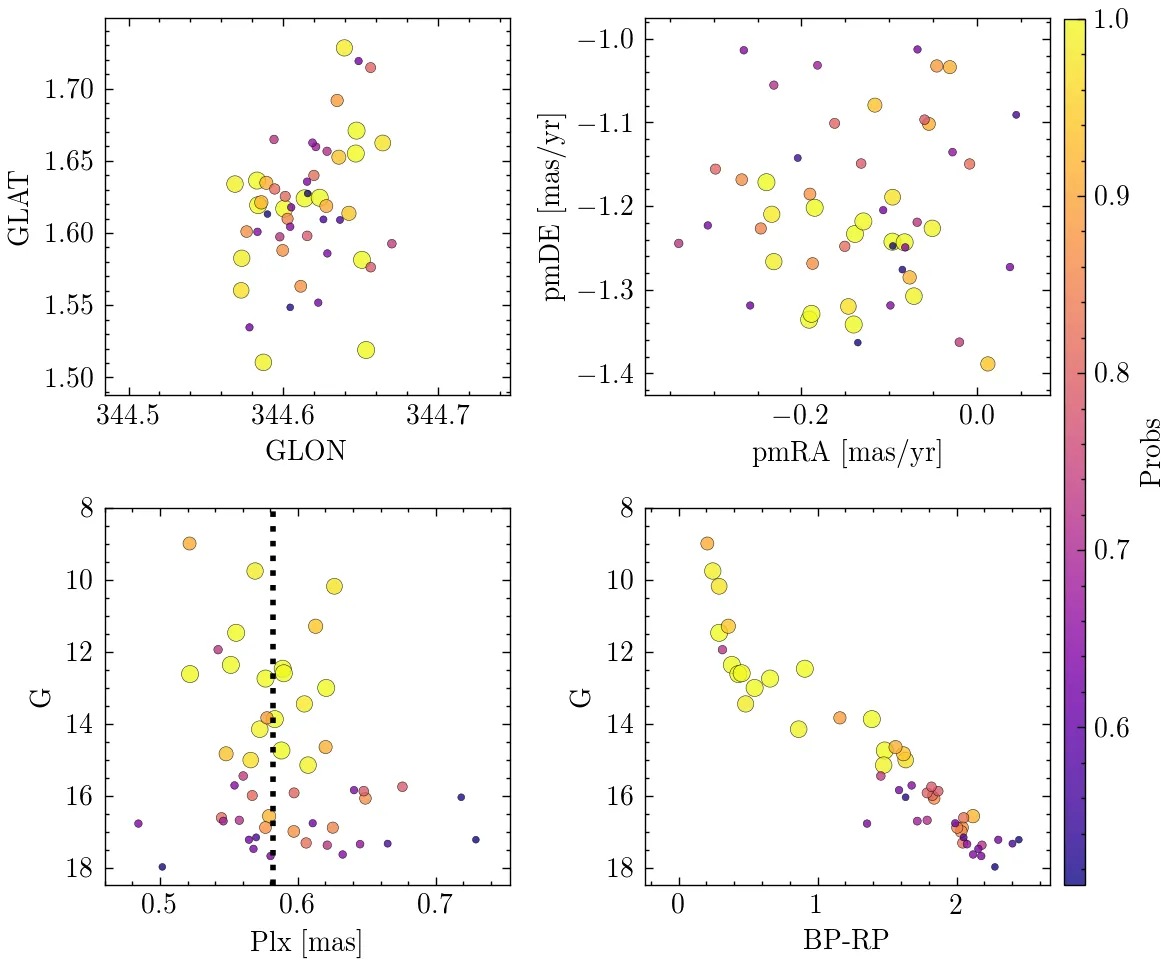 1.70
1.65
1.60
1.55
1.50
GLAT
344.5 344.6 344.7
GLON
−1.0
−1.1
−1.2
−1.3
−1.4
pmDE [mas/yr]
−0.2 0.0
pmRA [mas/yr]
1.0
0.9
0.8
0.7
0.6
Probs
8
10
12
14
16
18
G
0.5 0.6 0.7
Plx [mas]
8
10
12
14
16
18
G
0 1 2
BP-RP